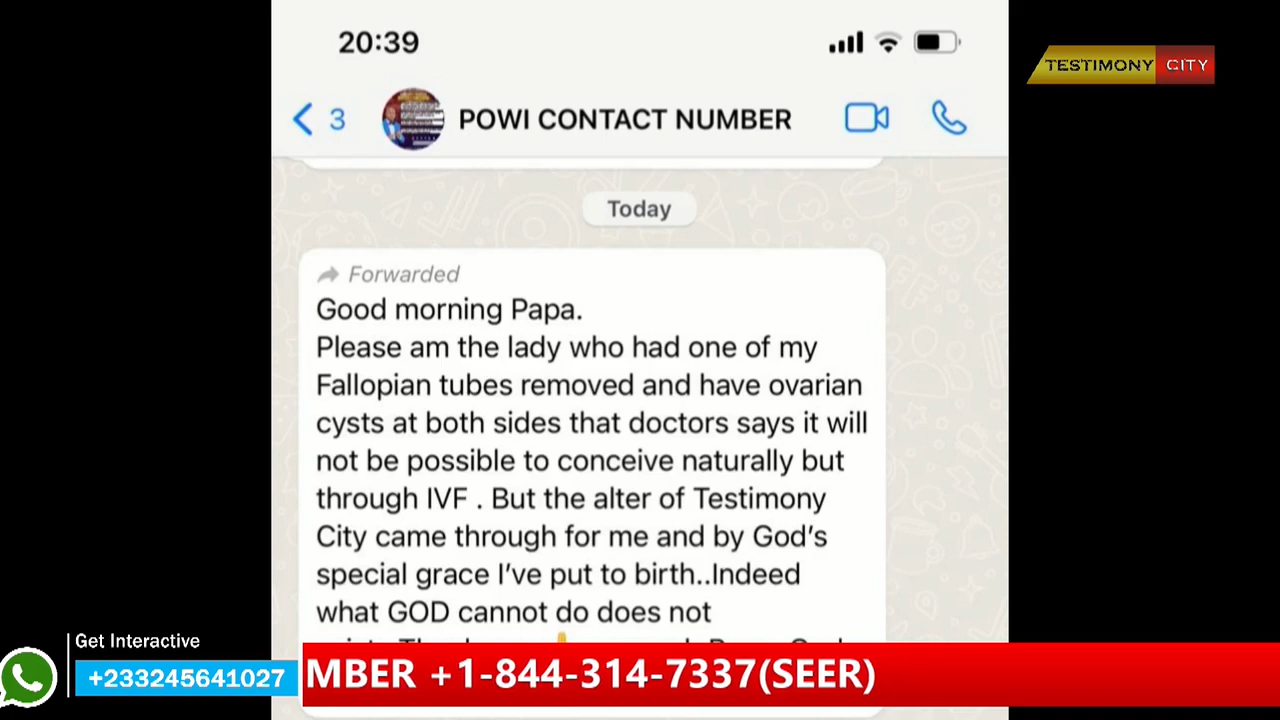 20:39
TESTIMONY CITY
3 POWI CONTACT NUMBER
Today
Forwarded
Good morning Papa.
Please am the lady who had one of my
Fallopian tubes removed and have ovarian
cysts at both sides that doctors says it will
not be possible to conceive naturally but
through IVF . But the alter of Testimony
City came through for me and by God's
special grace I've put to birth..Indeed
what GOD cannot do does not
Get Interactive
+233245641027
MBER +1-844-314-7337(SEER)